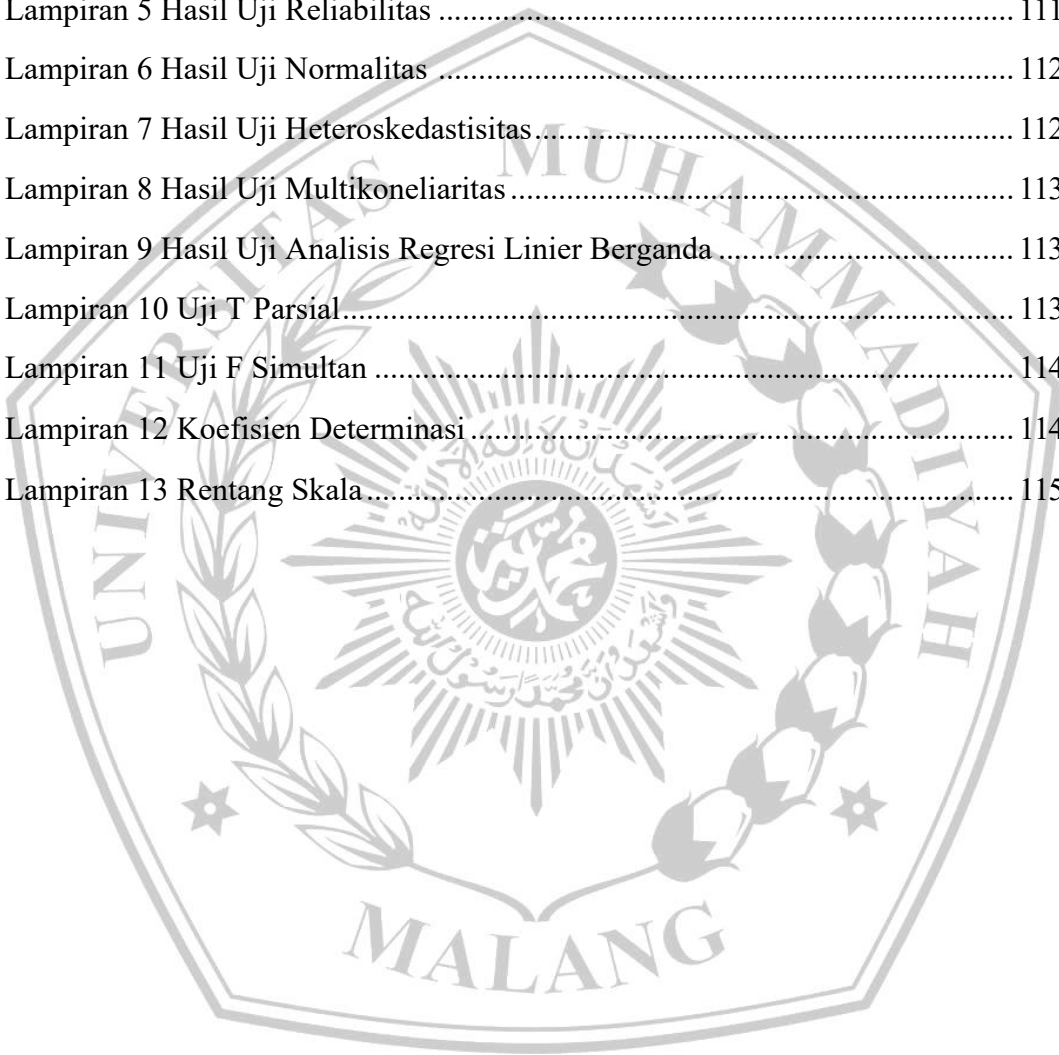 Lampiran 5 Hasil Uji Reliabilitas ........................................................................ 111
Lampiran 6 Hasil Uji Normalitas ........................................................................ 112
Lampiran 7 Hasil Uji Heteroskedastisitas............................................................ 112
Lampiran 8 Hasil Uji Multikoneliaritas ............................................................... 113
Lampiran 9 Hasil Uji Analisis Regresi Linier Berganda ..................................... 113
Lampiran 10 Uji T Parsial.................................................................................... 113
Lampiran 11 Uji F Simultan ................................................................................ 114
Lampiran 12 Koefisien Determinasi .................................................................... 114
Lampiran 13 Rentang Skala ................................................................................. 115
UNIVERSITAS MUHAMMADIYAH
MALANG